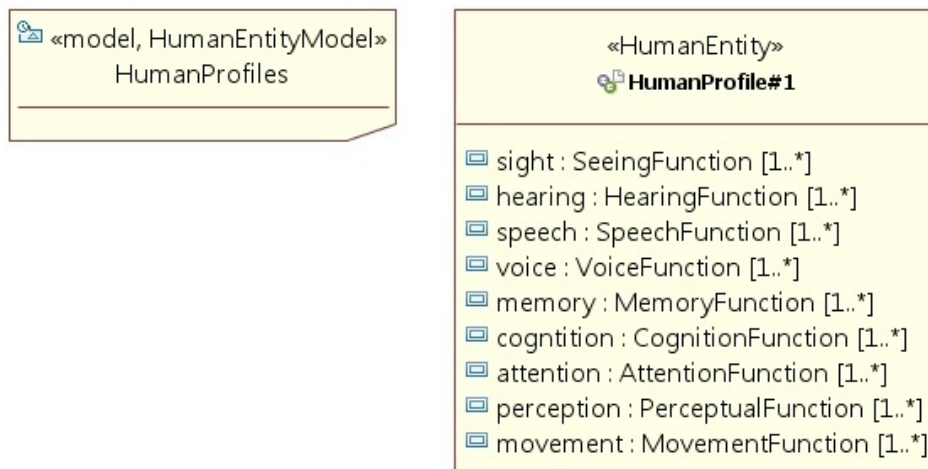 «model, HumanEntityModel»
HumanProfiles
«HumanEntity»
HumanProfile#1
sight : SeeingFunction [1..*]
hearing : HearingFunction [1..*]
speech : SpeechFunction [1..*]
voice : VoiceFunction [1..*]
memory : MemoryFunction [1..*]
cogntition : CognitionFunction [1..*]
attention : AttentionFunction [1..*]
perception : PerceptualFunction [1..*]
movement : MovementFunction [1..*]